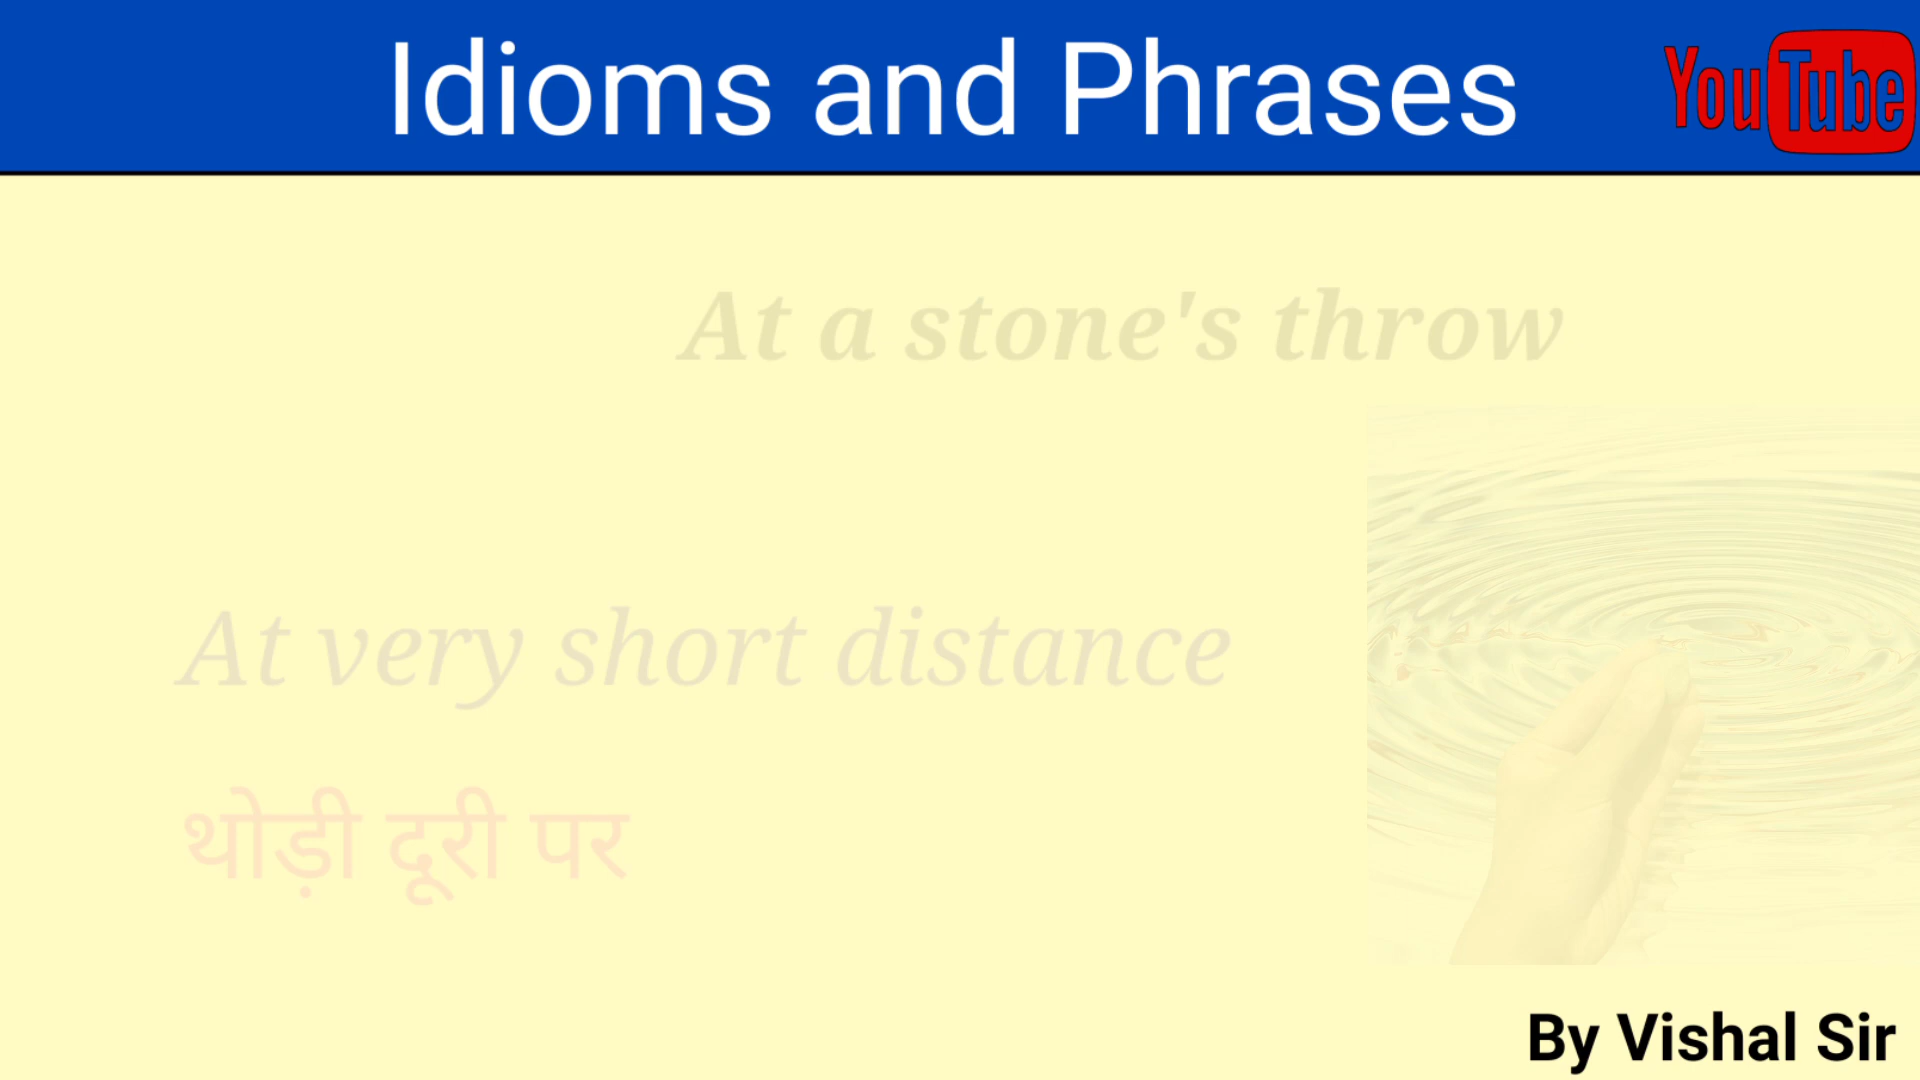 Idioms and Phrases
YouTube
At a stone's throw
At very short distance
थोड़ी दूरी पर
By Vishal Sir